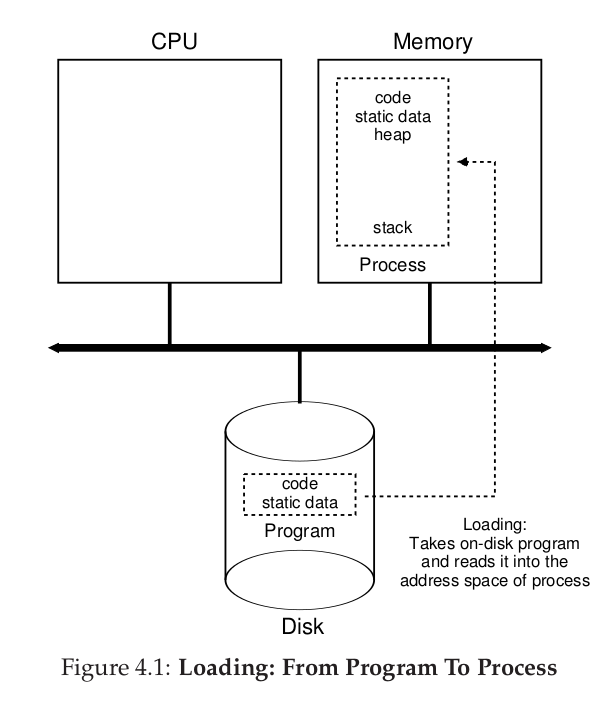 CPU
Memory
code
static data
heap
stack
Process
code
static data
Program
Loading:
Takes on-disk program
and reads it into the
address space of process
Disk
Figure 4.1: Loading: From Program To Process